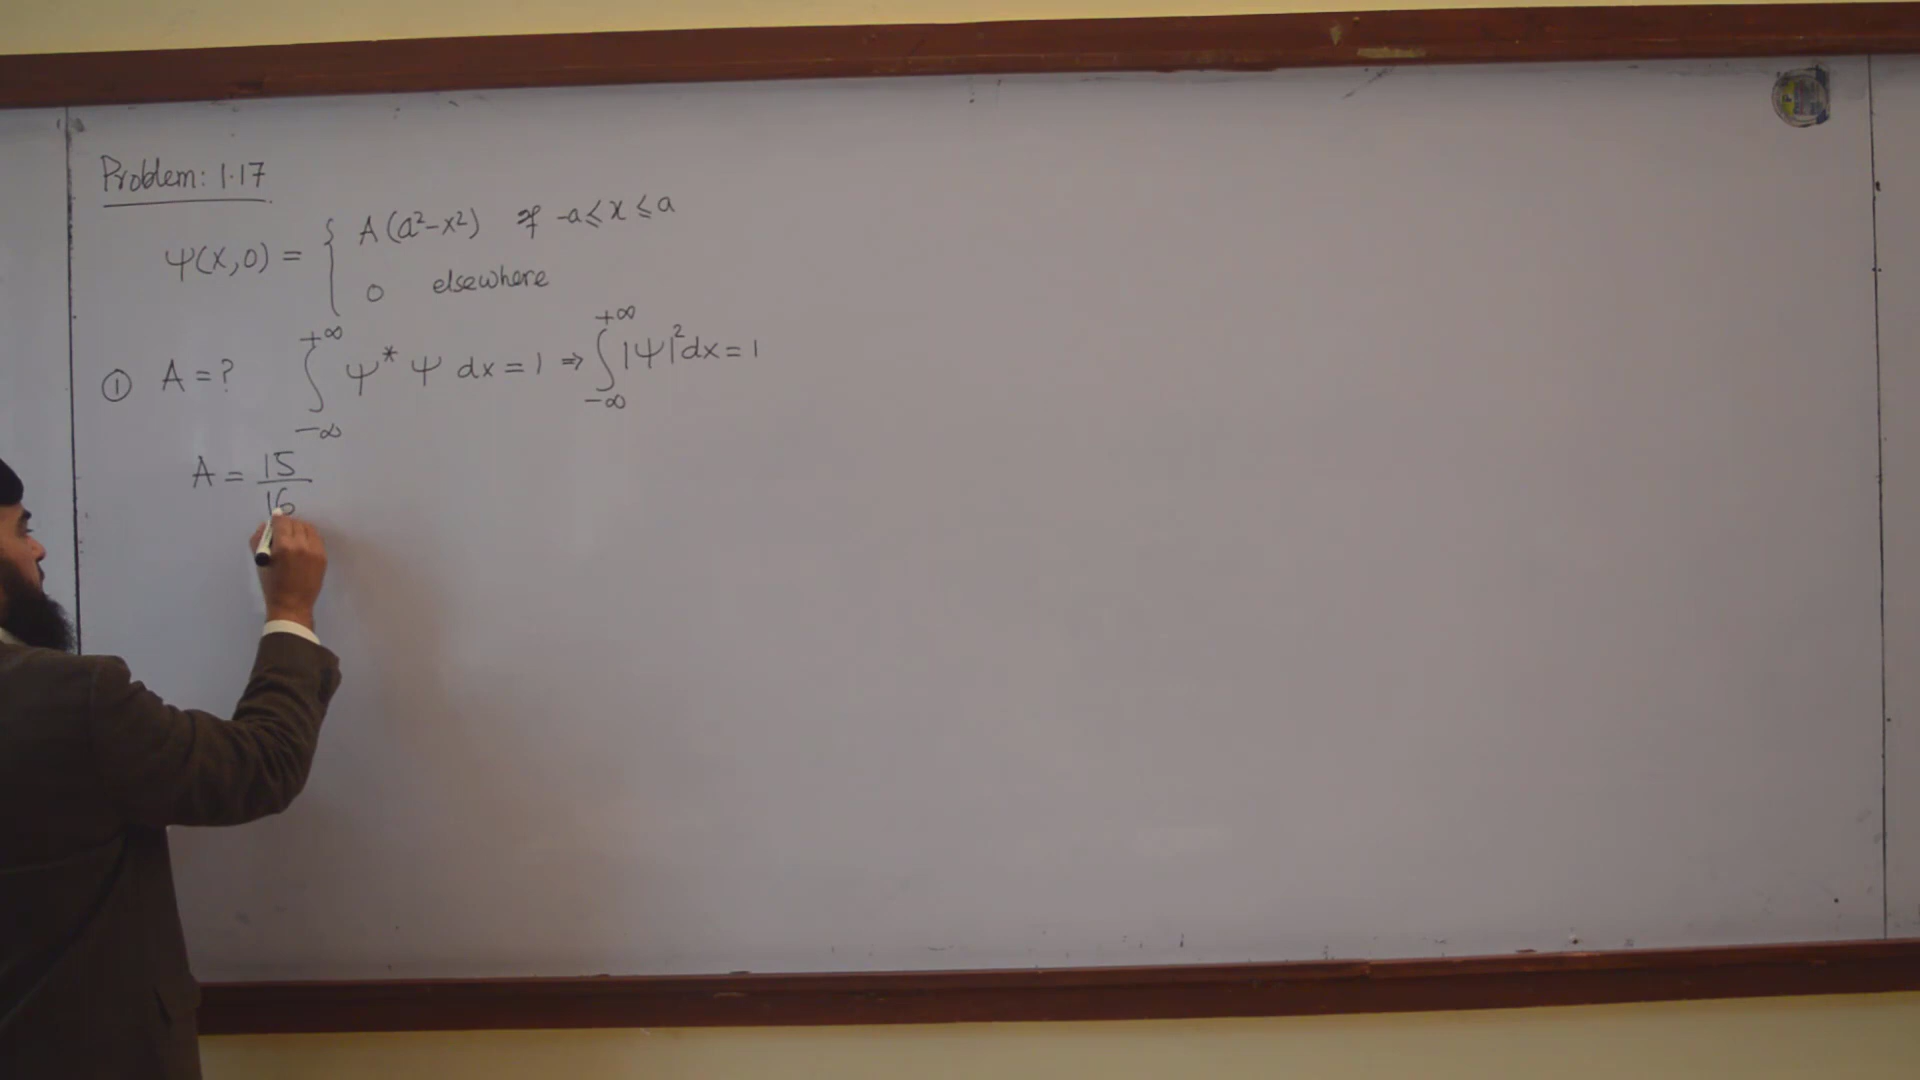 Problem: 1.17
ψ(x,0) = { A(a²-x²) if -a≤x≤a
0 elsewhere
① A = ? ∫_{-∞}^{+∞} ψ* ψ dx = 1 ⇒ ∫_{-∞}^{+∞} |ψ|² dx = 1
A = 15/16